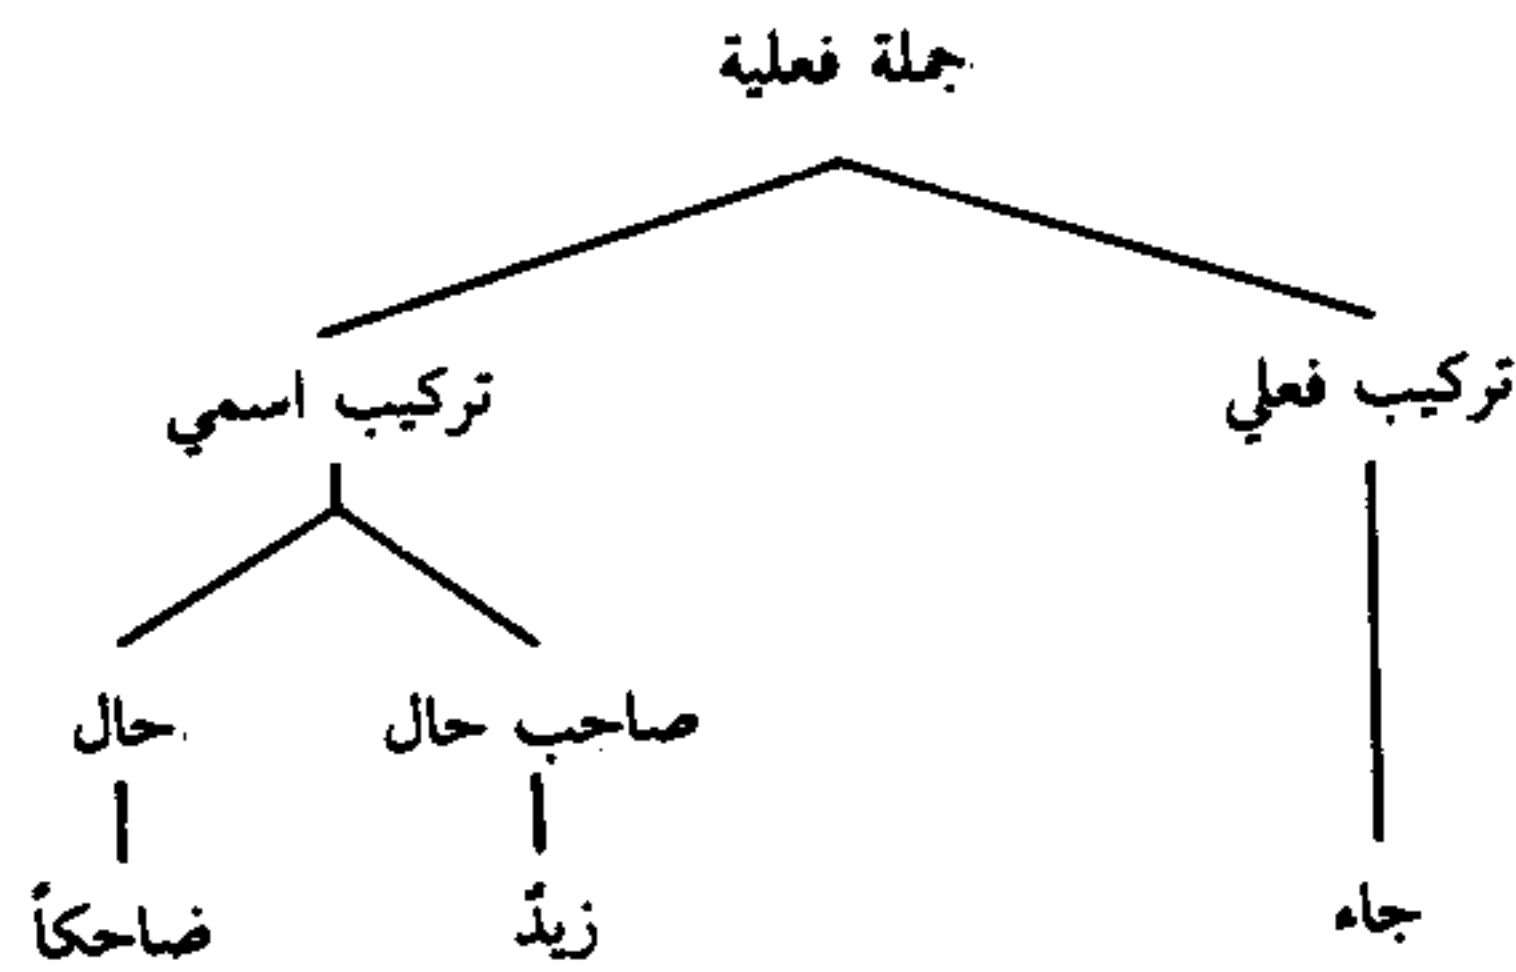 جملة فعلية
تركيب فعلي
تركيب اسمي
صاحب حال
حال
جاء
زيدٌ
ضاحكاً